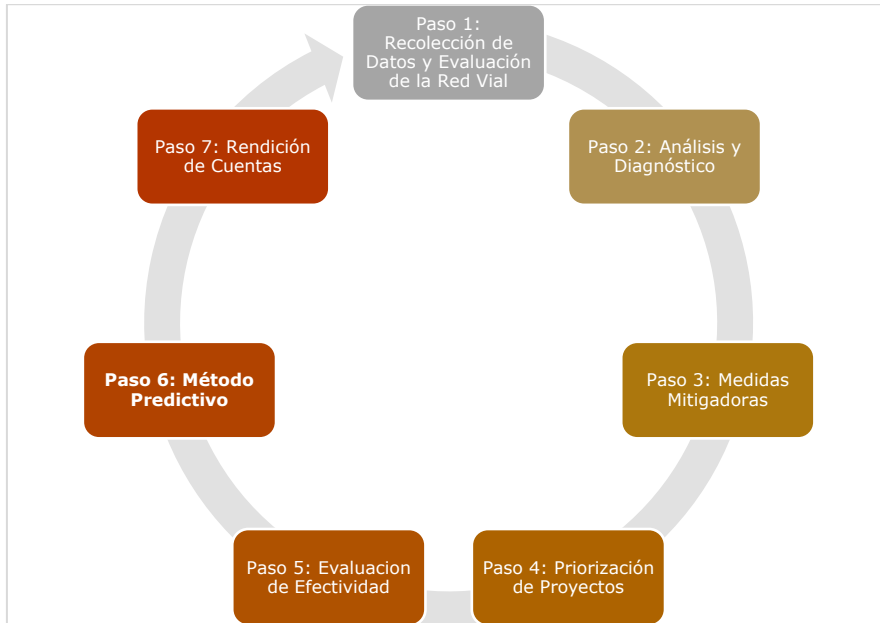 Paso 1:
Recolección de
Datos y Evaluación
de la Red Vial
Paso 2: Análisis y
Diagnóstico
Paso 3: Medidas
Mitigadoras
Paso 4: Priorización
de Proyectos
Paso 5: Evaluacion
de Efectividad
Paso 6: Método
Predictivo
Paso 7: Rendición
de Cuentas